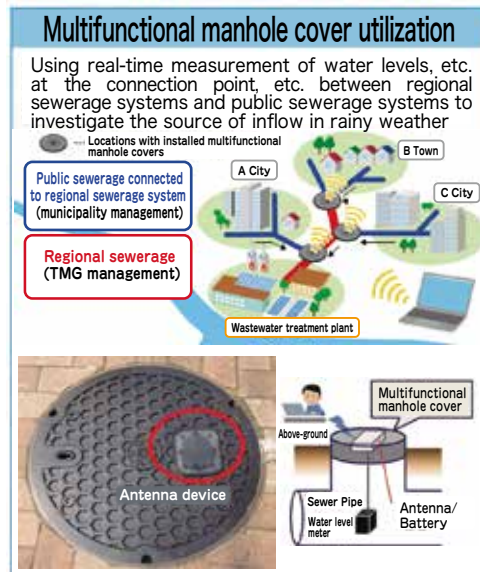 Multifunctional manhole cover utilization
Using real-time measurement of water levels, etc.
at the connection point, etc. between regional
sewerage systems and public sewerage systems to
investigate the source of inflow in rainy weather
Locations with installed multifunctional
manhole covers
Public sewerage connected
to regional sewerage system
(municipality management)
Regional sewerage
(TMG management)
B Town
A City
C City
Wastewater treatment plant
Antenna device
Multifunctional
manhole cover
Above-ground
Sewer Pipe
Water level
meter
Antenna/
Battery